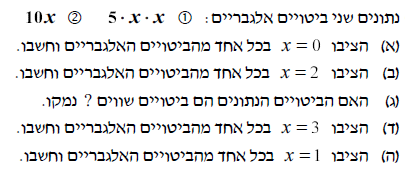 נתונים שני ביטויים אלגבריים: ① 5·x·x ② 10x
(א) הציבו x = 0 בכל אחד מהביטויים האלגבריים וחשבו.
(ב) הציבו x = 2 בכל אחד מהביטויים האלגבריים וחשבו.
(ג) האם הביטויים הנתונים הם ביטויים שווים? נמקו.
(ד) הציבו x = 3 בכל אחד מהביטויים האלגבריים וחשבו.
(ה) הציבו x = 1 בכל אחד מהביטויים האלגבריים וחשבו.